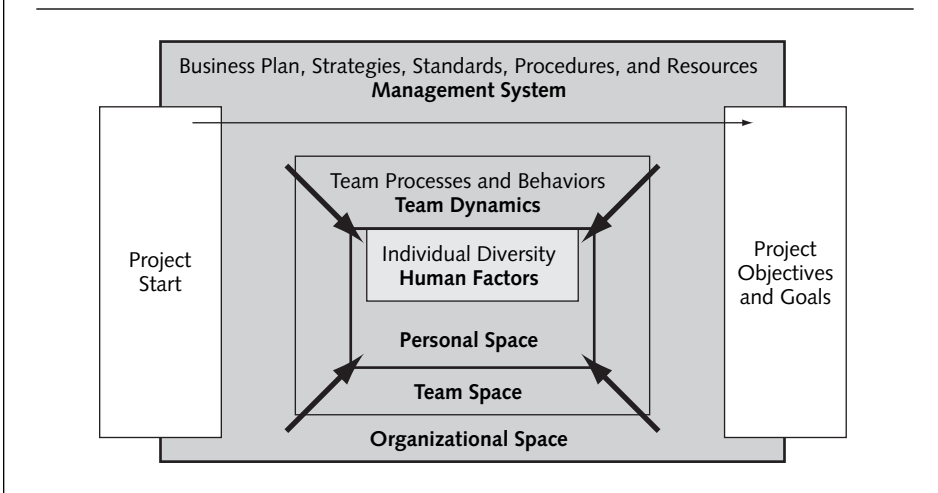 Business Plan, Strategies, Standards, Procedures, and Resources
Management System
Team Processes and Behaviors
Team Dynamics
Individual Diversity
Human Factors
Project
Start
Project
Objectives
and Goals
Personal Space
Team Space
Organizational Space